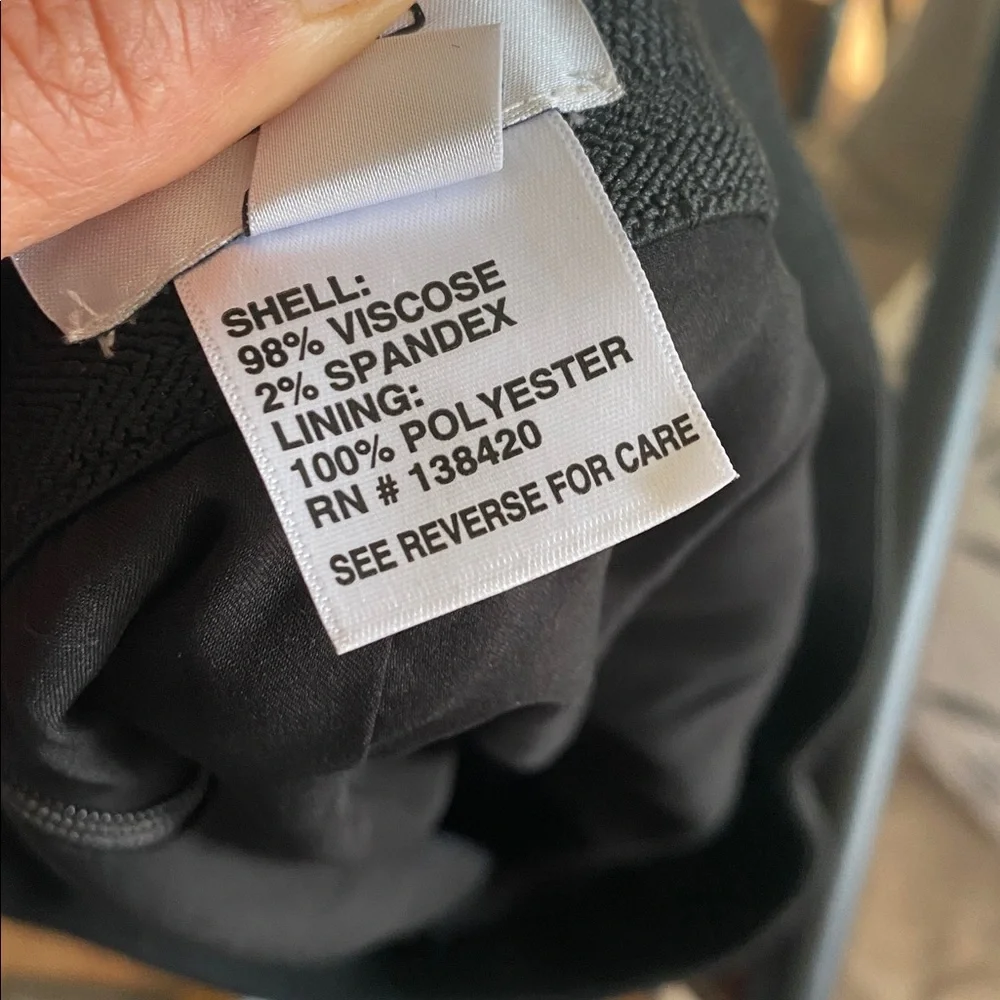 SHELL:
98% VISCOSE
2% SPANDEX
LINING:
100% POLYESTER
RN # 138420
SEE REVERSE FOR CARE